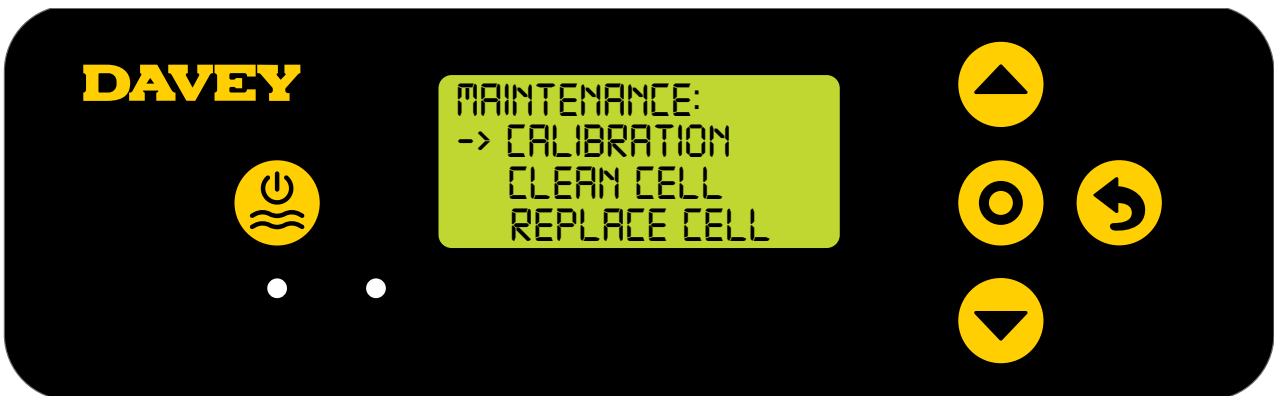 DAVEY
MAINTENANCE:
-> CALIBRATION
CLEAN CELL
REPLACE CELL